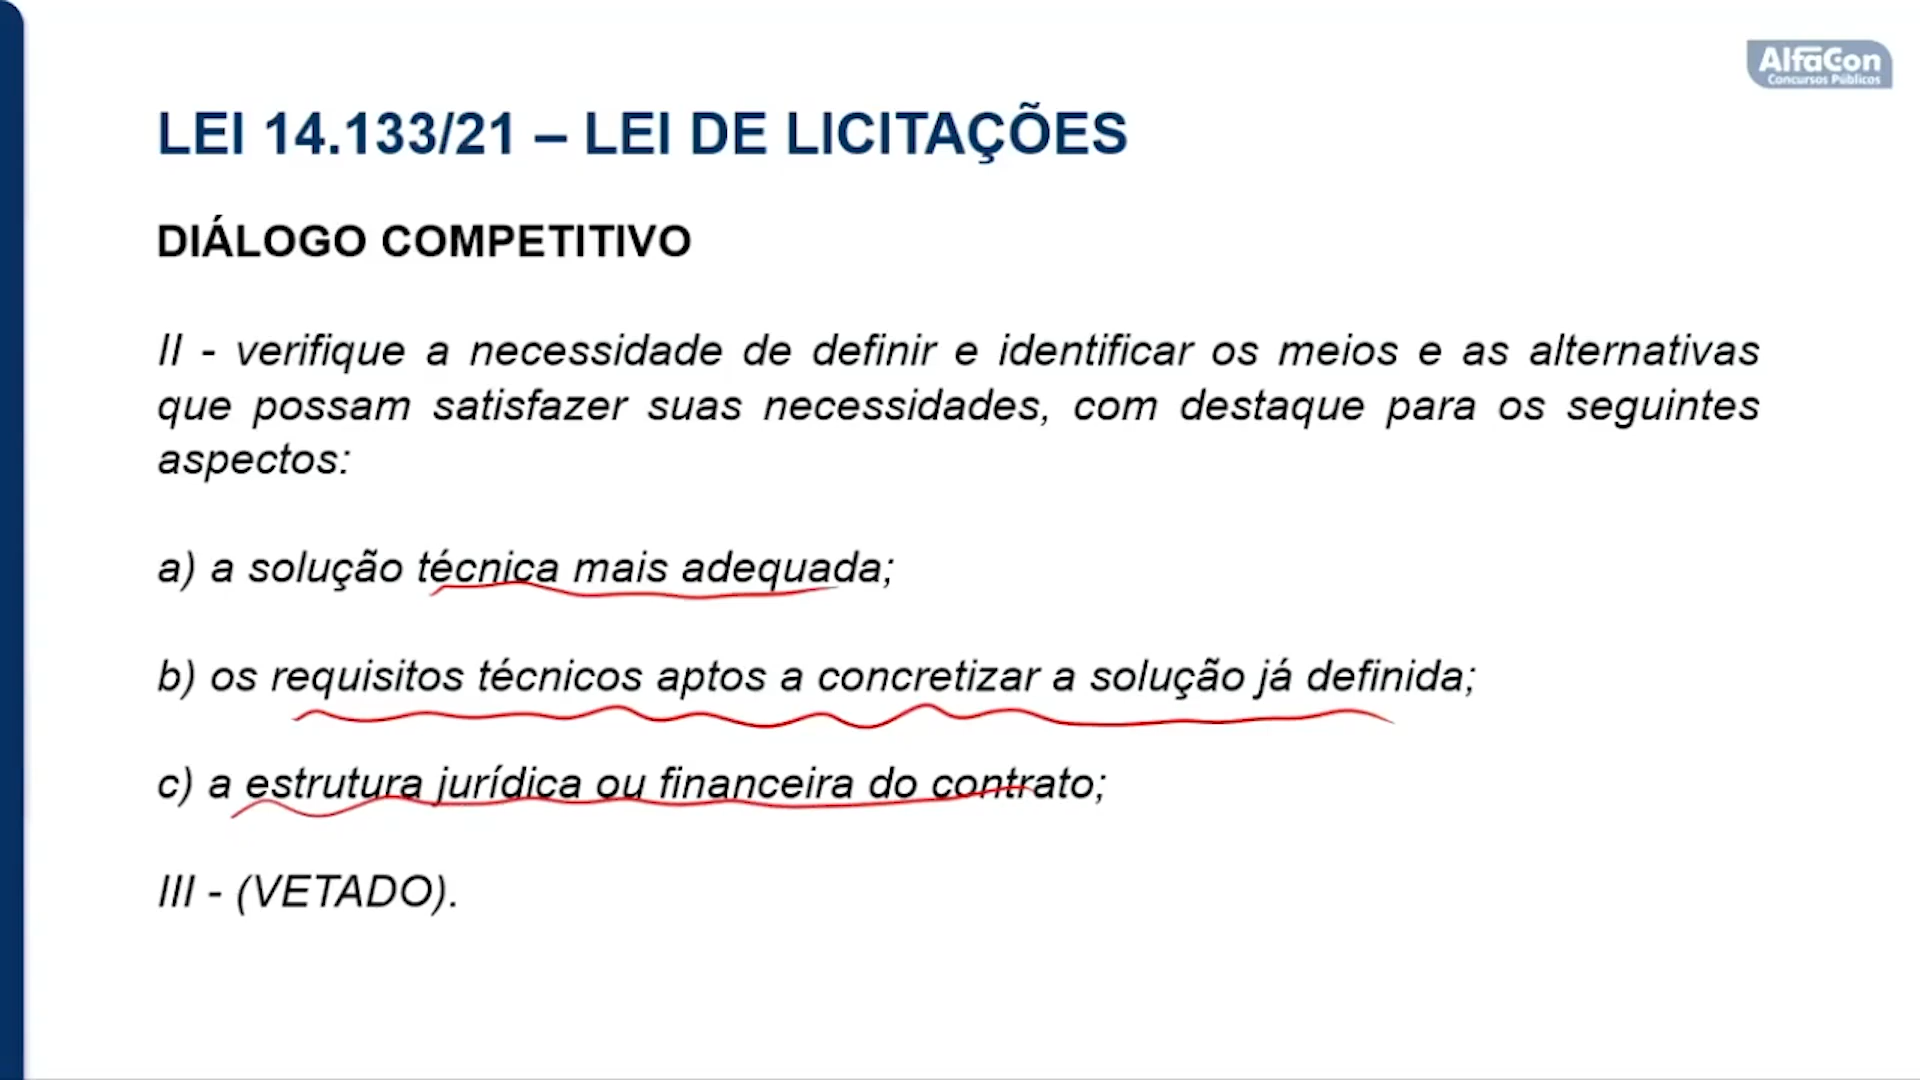 AlfaCon
Concursos Públicos
LEI 14.133/21 – LEI DE LICITAÇÕES
DIÁLOGO COMPETITIVO
II - verifique a necessidade de definir e identificar os meios e as alternativas
que possam satisfazer suas necessidades, com destaque para os seguintes
aspectos:
a) a solução técnica mais adequada;
b) os requisitos técnicos aptos a concretizar a solução já definida;
c) a estrutura jurídica ou financeira do contrato;
III - (VETADO).